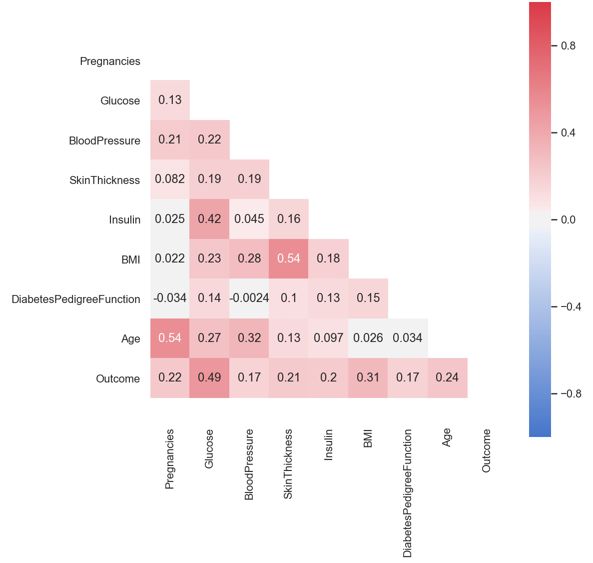 Pregnancies
Glucose 0.13
BloodPressure 0.21 0.22
SkinThickness 0.082 0.19 0.19
Insulin 0.025 0.42 0.045 0.16
BMI 0.022 0.23 0.28 0.54 0.18
DiabetesPedigreeFunction -0.034 0.14 -0.0024 0.1 0.13 0.15
Age 0.54 0.27 0.32 0.13 0.097 0.026 0.034
Outcome 0.22 0.49 0.17 0.21 0.2 0.31 0.17 0.24
Pregnancies
Glucose
BloodPressure
SkinThickness
Insulin
BMI
DiabetesPedigreeFunction
Age
Outcome
0.8
0.4
0.0
−0.4
−0.8